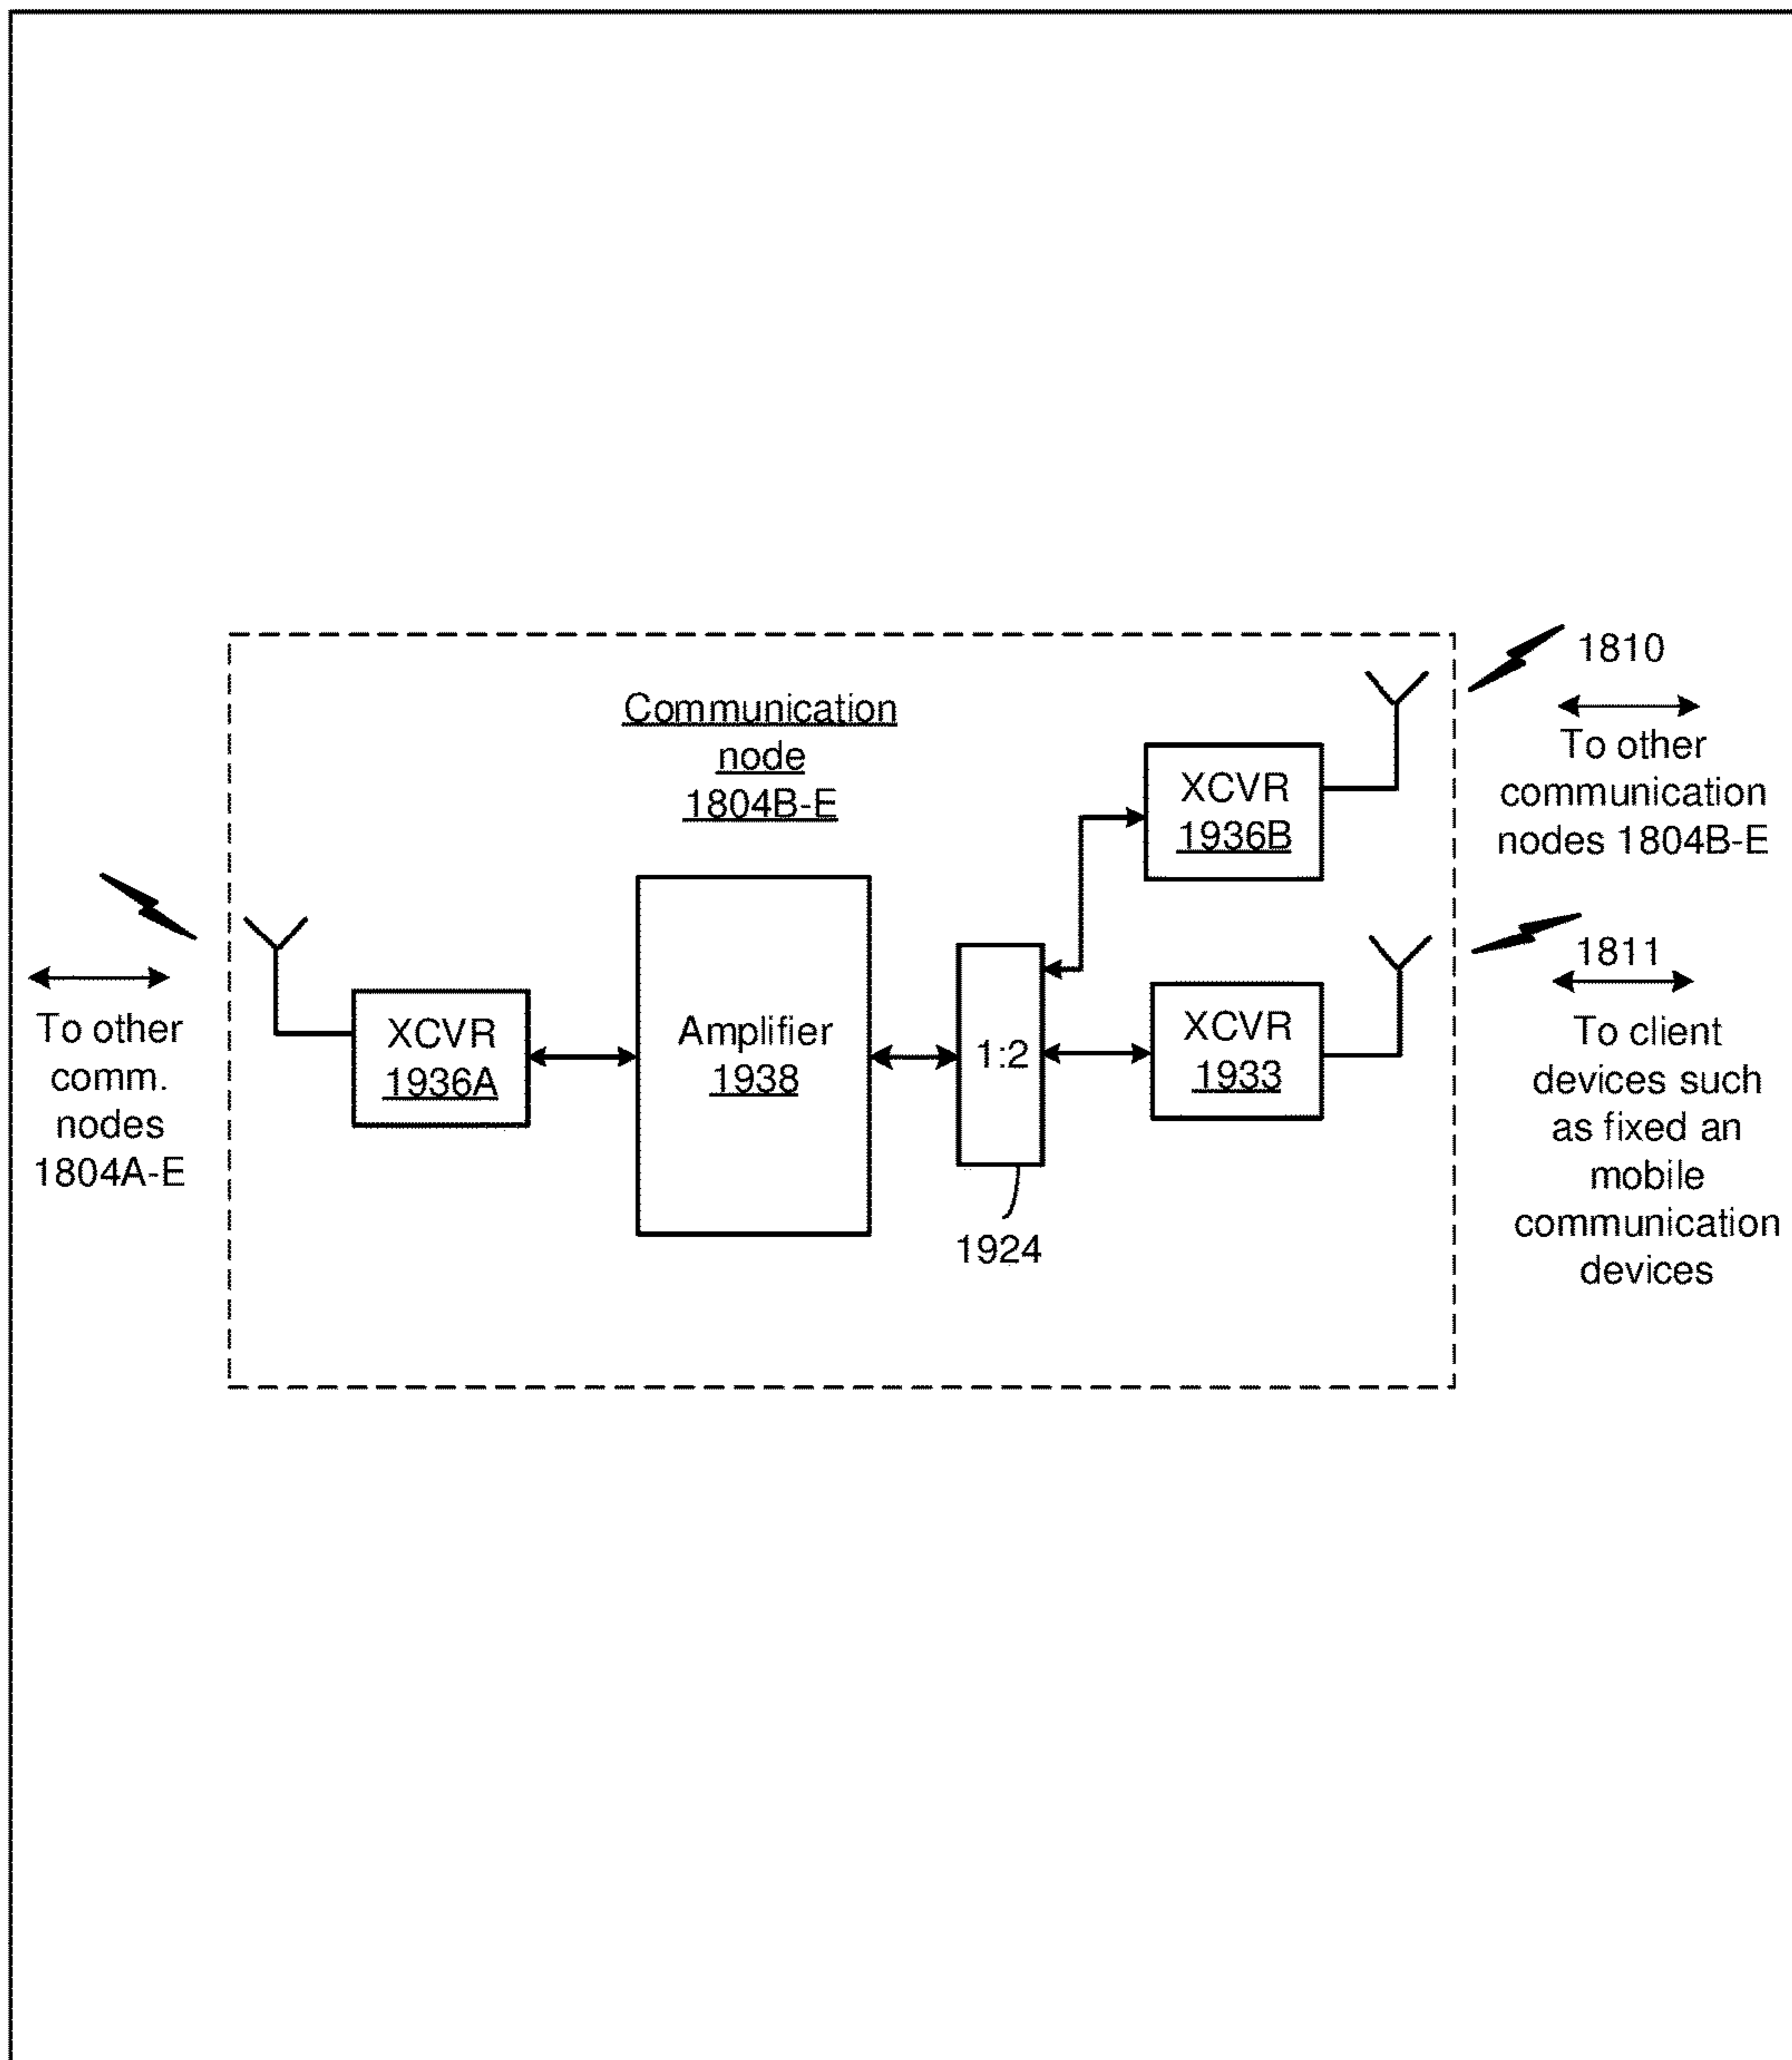 Communication
node
1804B-E
1810
To other
communication
nodes 1804B-E
XCVR
1936B
1811
To client
devices such
as fixed an
mobile
communication
devices
To other
comm.
nodes
1804A-E
XCVR
1936A
Amplifier
1938
1:2
XCVR
1933
1924